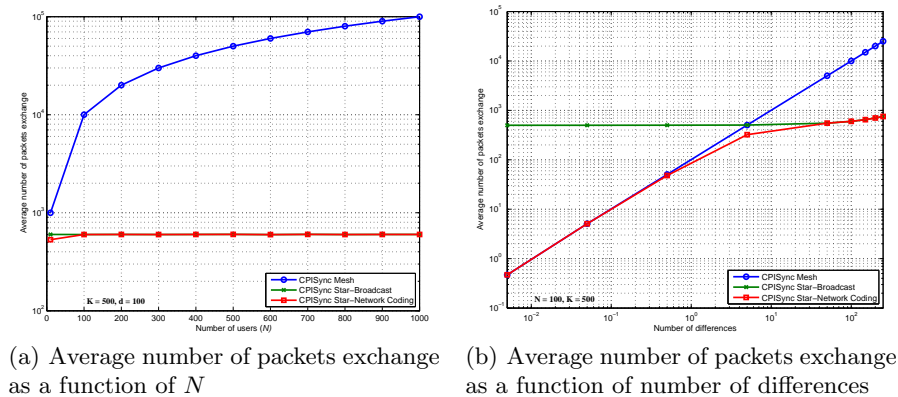 10^5
10^4
10^3
10^2
Average number of packets exchange
0 100 200 300 400 500 600 700 800 900 1000
Number of users (N)
K = 500, d = 100
CPISync Mesh
CPISync Star−Broadcast
CPISync Star−Network Coding
(a) Average number of packets exchange
as a function of N
10^5
10^4
10^3
10^2
10^1
10^0
10^−1
Average number of packets exchange
10^−2 10^−1 10^0 10^1 10^2
Number of differences
N = 100, K = 500
CPISync Mesh
CPISync Star−Broadcast
CPISync Star−Network Coding
(b) Average number of packets exchange
as a function of number of differences